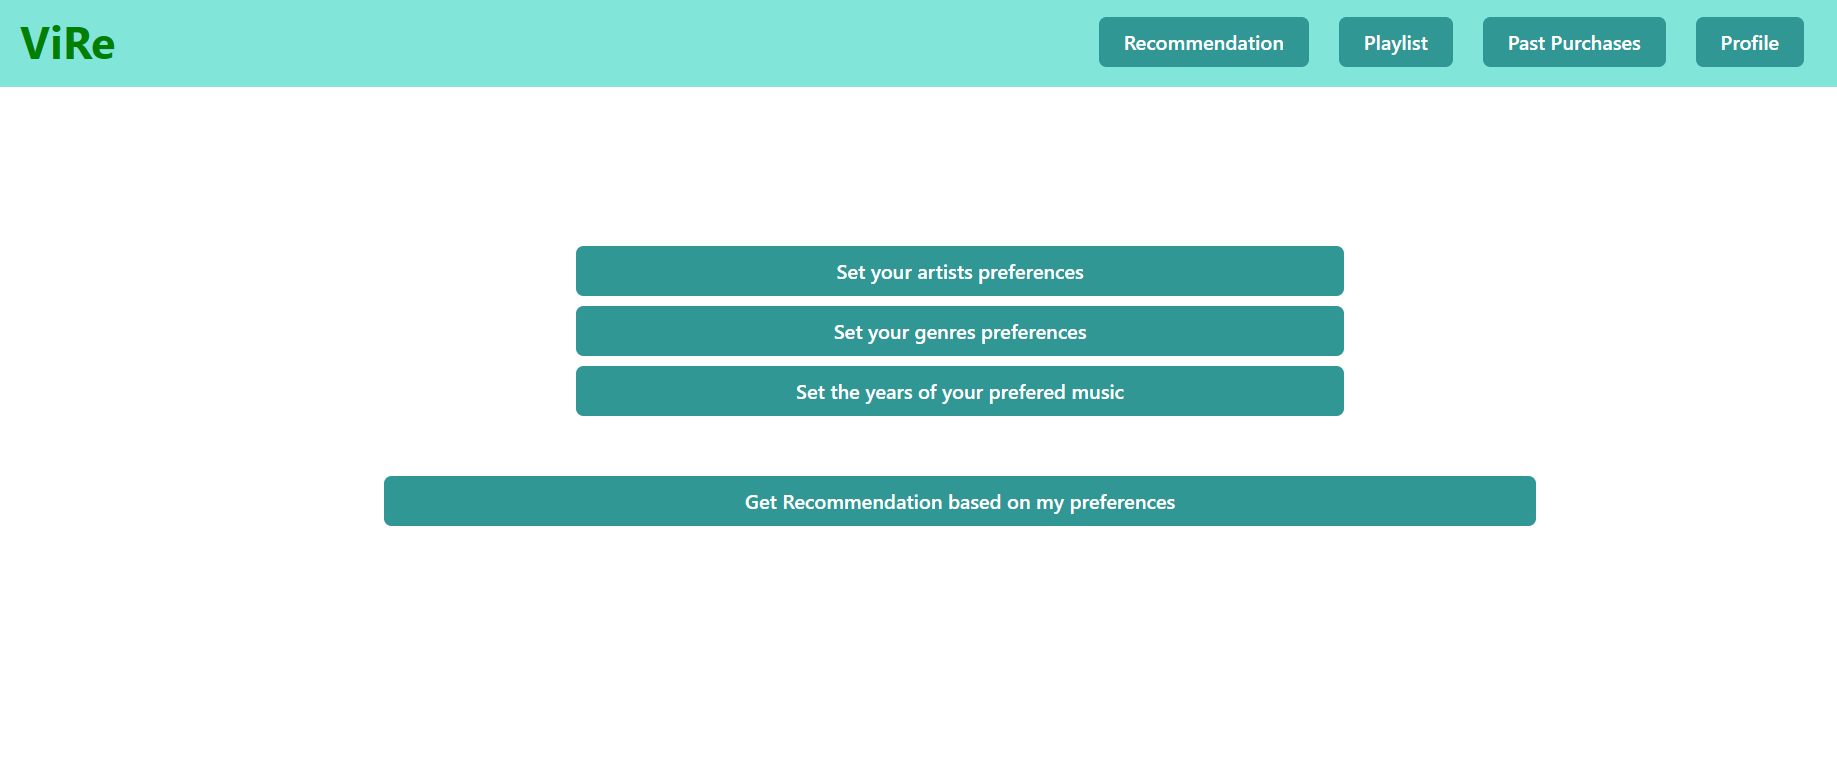 ViRe
Recommendation
Playlist
Past Purchases
Profile
Set your artists preferences
Set your genres preferences
Set the years of your prefered music
Get Recommendation based on my preferences